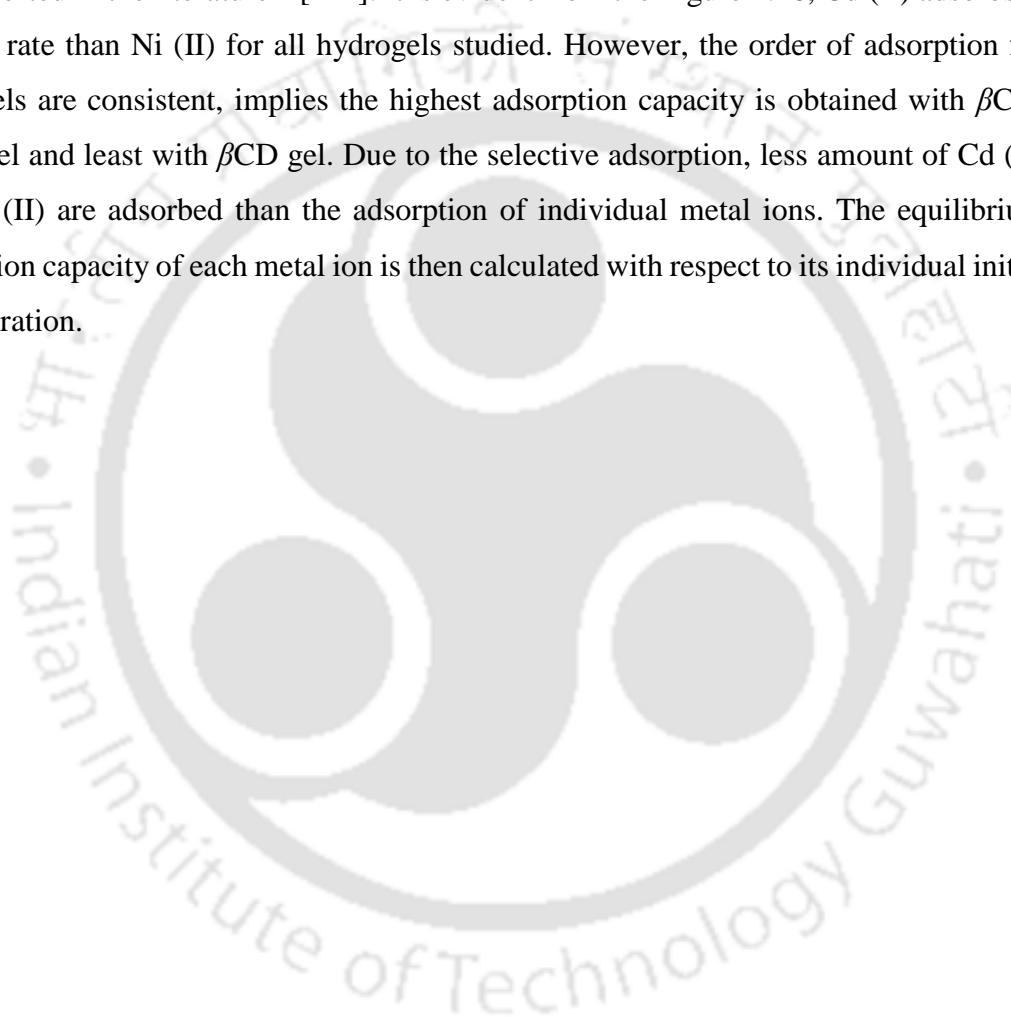 rate than Ni (II) for all hydrogels studied. However, the order of adsorption
els are consistent, implies the highest adsorption capacity is obtained with βC
el and least with βCD gel. Due to the selective adsorption, less amount of Cd (
(II) are adsorbed than the adsorption of individual metal ions. The equilibriu
ion capacity of each metal ion is then calculated with respect to its individual init
ration.
Indian Institute of Technology Guwahati